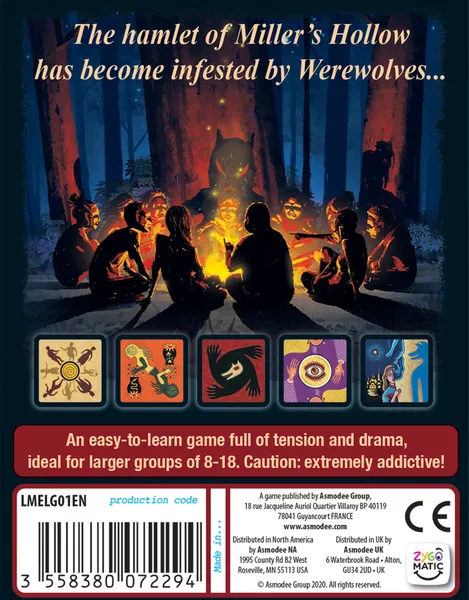 The hamlet of Miller's Hollow
has become infested by Werewolves...
An easy-to-learn game full of tension and drama,
ideal for larger groups of 8-18. Caution: extremely addictive!
LMELG01EN
production code
3 558380 072294
Made in...
A game published by Asmodee Group,
18 rue Jacqueline Auriol Quartier Villaroy BP 40119
78041 Guyancourt FRANCE
www.asmodee.com
Distributed in North America
by Asmodee NA
1995 County Rd B2 West
Roseville, MN 55113 USA
Distributed in UK by
Asmodee UK
6 Waterbrook Road • Alton,
GU34 2UD • UK
© Asmodee Group 2020. All rights reserved.
CE
ZYGO
MATIC